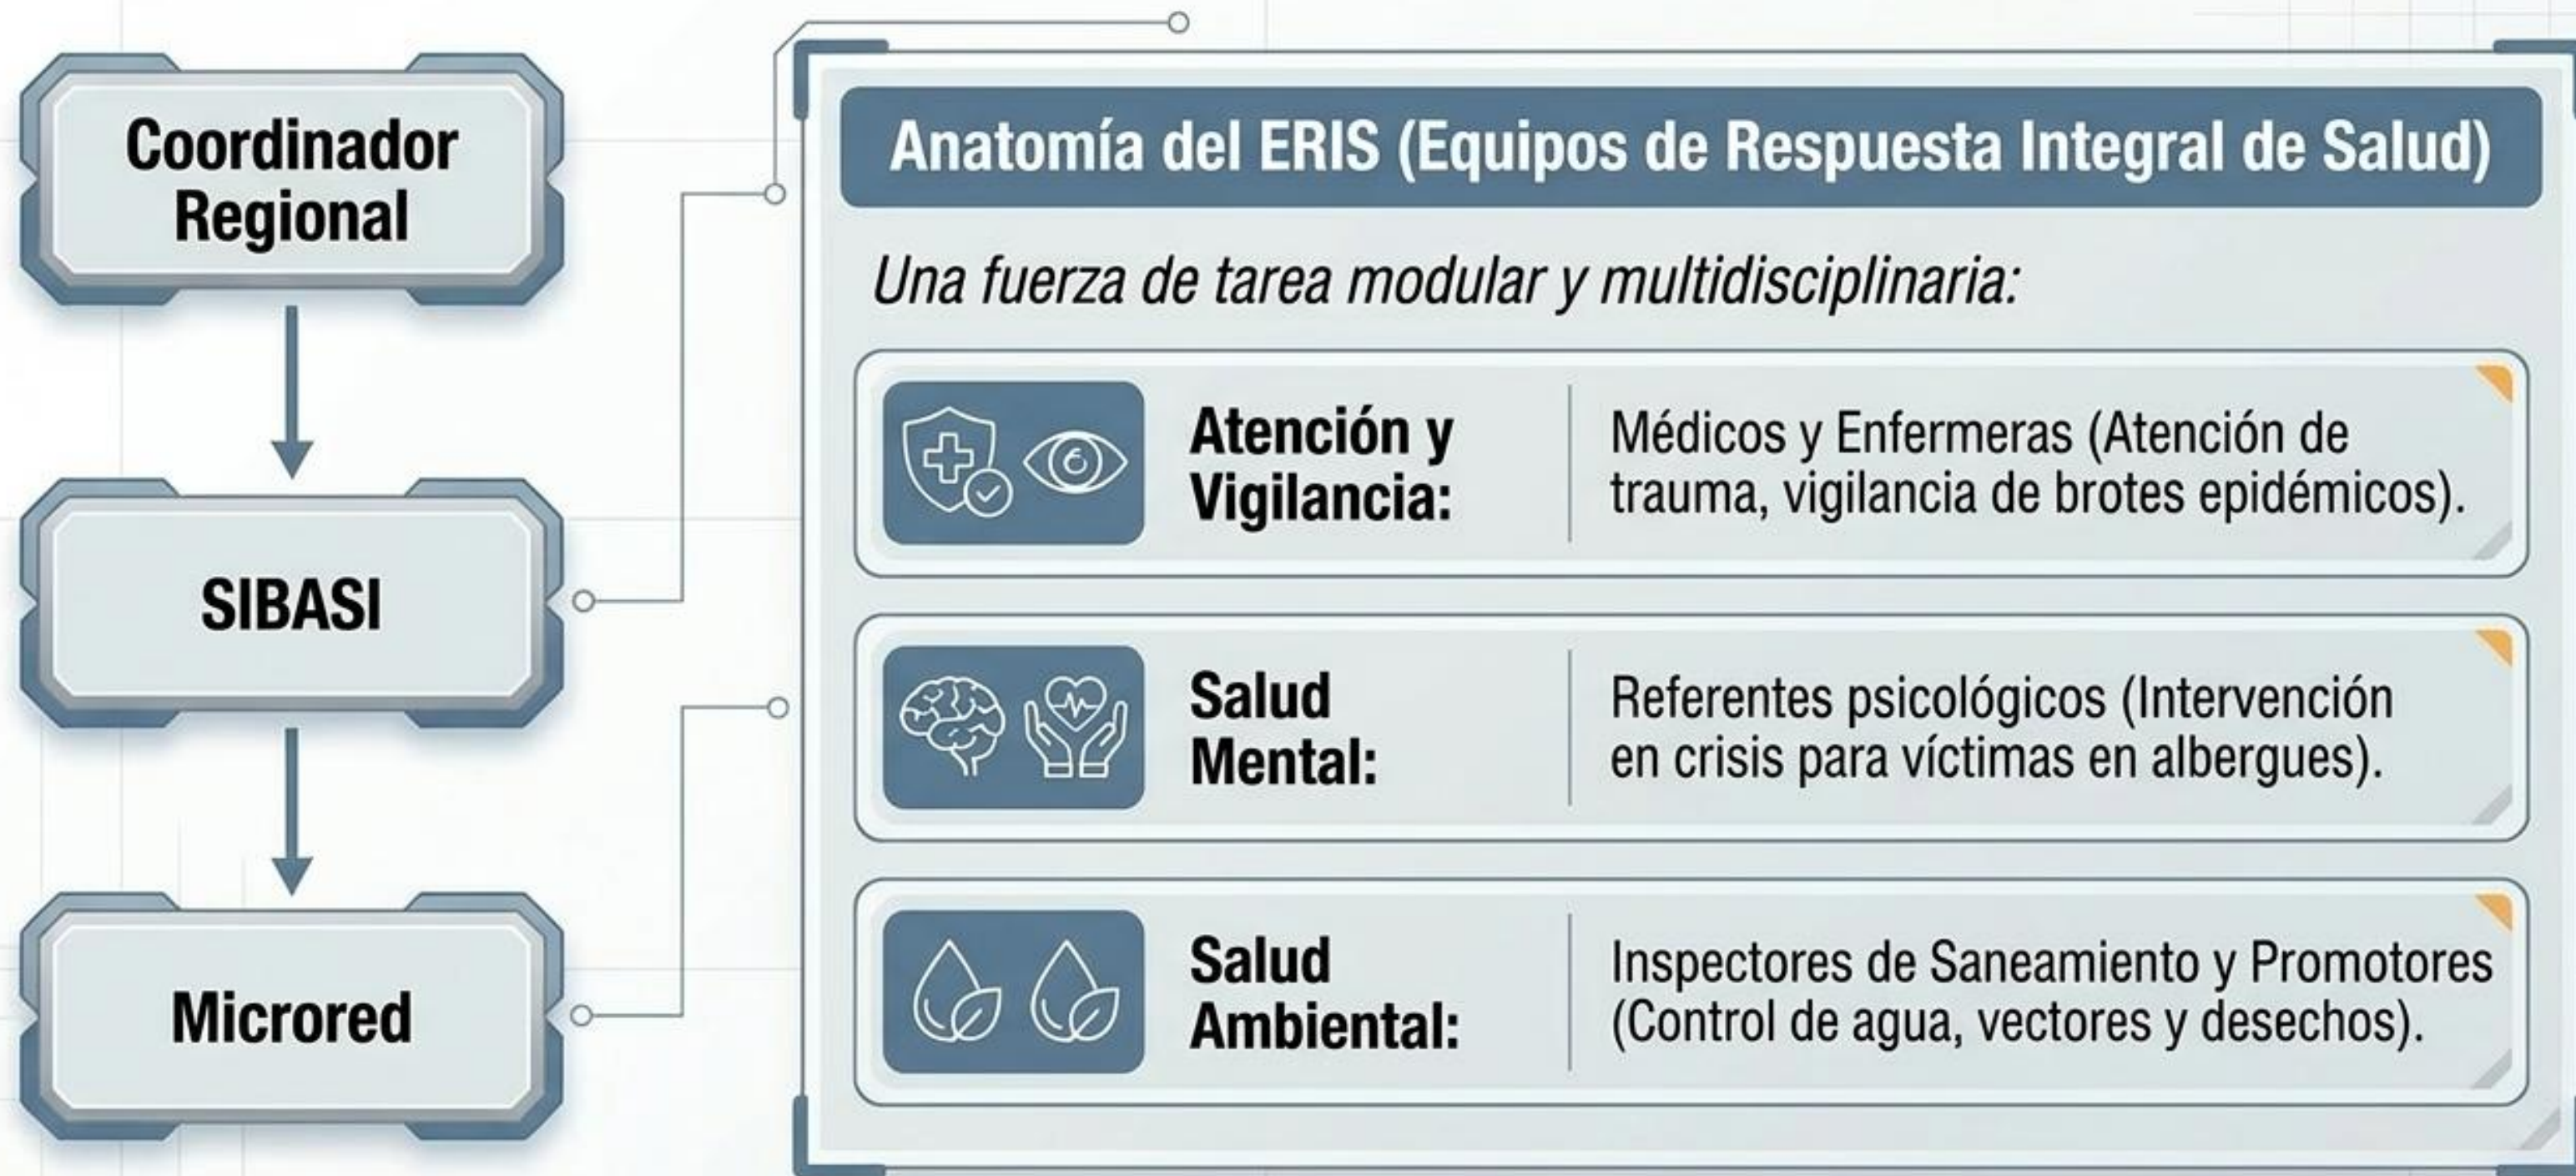 Coordinador
Regional
SIBASI
Microred
Anatomía del ERIS (Equipos de Respuesta Integral de Salud)
Una fuerza de tarea modular y multidisciplinaria:
Atención y
Vigilancia:
Médicos y Enfermeras (Atención de
trauma, vigilancia de brotes epidémicos).
Salud
Mental:
Referentes psicológicos (Intervención
en crisis para víctimas en albergues).
Salud
Ambiental:
Inspectores de Saneamiento y Promotores
(Control de agua, vectores y desechos).